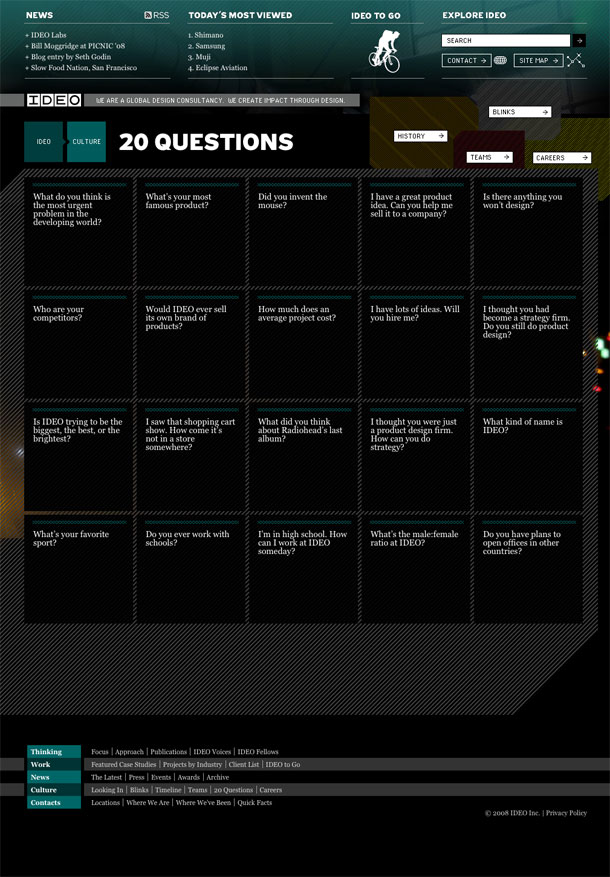 NEWS
RSS
+ IDEO Labs
+ Bill Moggridge at PICNIC '08
+ Blog entry by Seth Godin
+ Slow Food Nation, San Francisco
TODAY'S MOST VIEWED
1. Shimano
2. Samsung
3. Muji
4. Eclipse Aviation
IDEO TO GO
EXPLORE IDEO
SEARCH
CONTACT
SITE MAP
IDEO
WE ARE A GLOBAL DESIGN CONSULTANCY. WE CREATE IMPACT THROUGH DESIGN.
BLINKS
HISTORY
TEAMS
CAREERS
IDEO
CULTURE
20 QUESTIONS
What do you think is
the most urgent
problem in the
developing world?
What's your most
famous product?
Did you invent the
mouse?
I have a great product
idea. Can you help me
sell it to a company?
Is there anything you
won't design?
Who are your
competitors?
Would IDEO ever sell
its own brand of
products?
How much does an
average project cost?
I have lots of ideas. Will
you hire me?
I thought you had
become a strategy firm.
Do you still do product
design?
Is IDEO trying to be the
biggest, the best, or the
brightest?
I saw that shopping cart
show. How come it's
not in a store
somewhere?
What did you think
about Radiohead's last
album?
I thought you were just
a product design firm.
How can you do
strategy?
What kind of name is
IDEO?
What's your favorite
sport?
Do you ever work with
schools?
I'm in high school. How
can I work at IDEO
someday?
What's the male:female
ratio at IDEO?
Do you have plans to
open offices in other
countries?
Thinking
Focus | Approach | Publications | IDEO Voices | IDEO Fellows
Work
Featured Case Studies | Projects by Industry | Client List | IDEO to Go
News
The Latest | Press | Events | Awards | Archive
Culture
Looking In | Blinks | Timeline | Teams | 20 Questions | Careers
Contacts
Locations | Where We Are | Where We've Been | Quick Facts
© 2008 IDEO Inc. | Privacy Policy